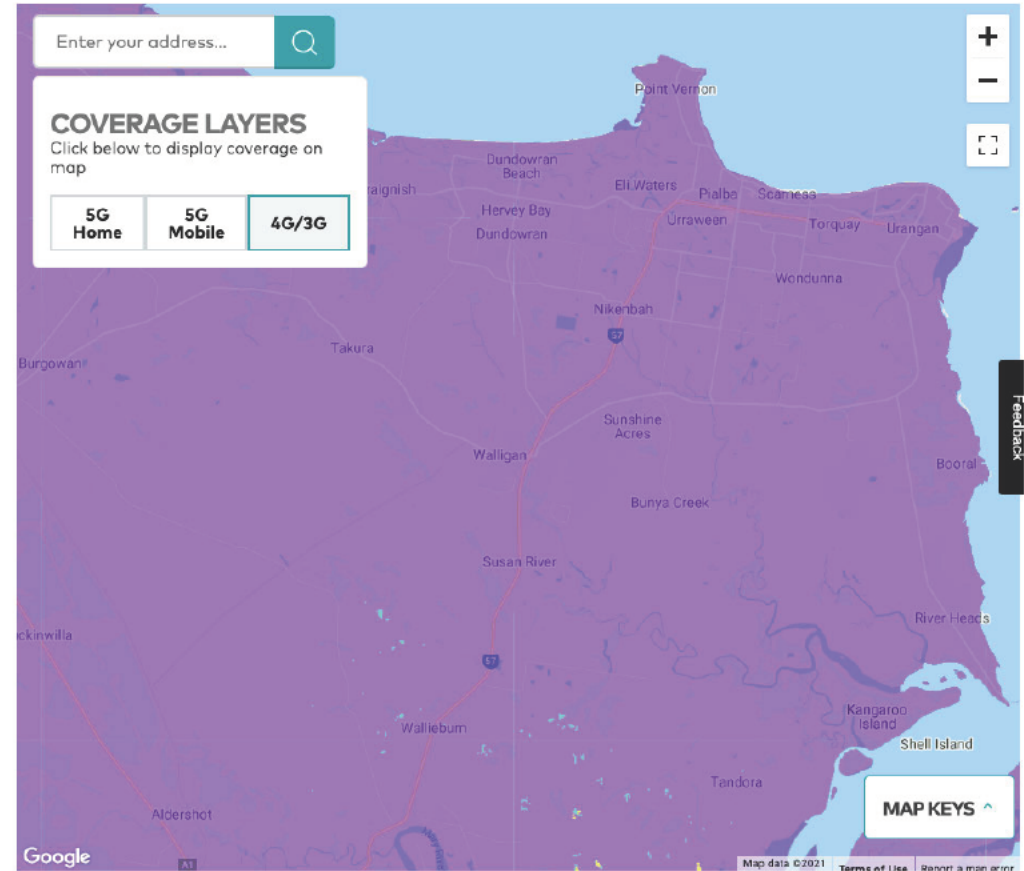 Enter your address...
COVERAGE LAYERS
Click below to display coverage on
map
5G
Home
5G
Mobile
4G/3G
+
−
Point Vernon
Dundowran
Beach
raignish
Eli Waters
Pialba
Scarness
Hervey Bay
Urraween
Torquay
Urangan
Dundowran
Wondunna
Nikenbah
57
Takura
Burgowan
Feedback
Sunshine
Acres
Walligan
Booral
Bunya Creek
Susan River
River Heads
ckinwilla
57
Kangaroo
Island
Walliebum
Shell Island
Tandora
MAP KEYS
Aldershot
Google
A1
Map data ©2021
Terms of Use
Report a map error